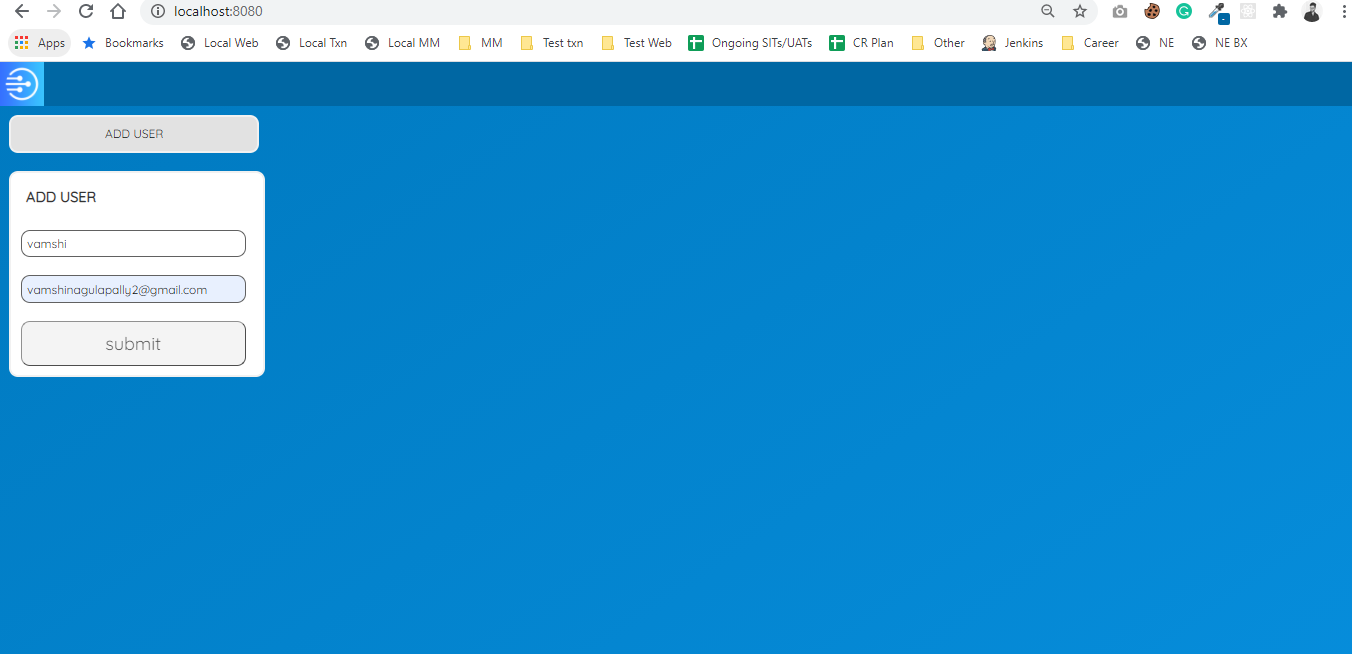 localhost:8080
Apps Bookmarks Local Web Local Txn Local MM MM Test txn Test Web Ongoing SITs/UATs CR Plan Other Jenkins Career NE NE BX
ADD USER
ADD USER
vamshi
vamshinagulapally2@gmail.com
submit